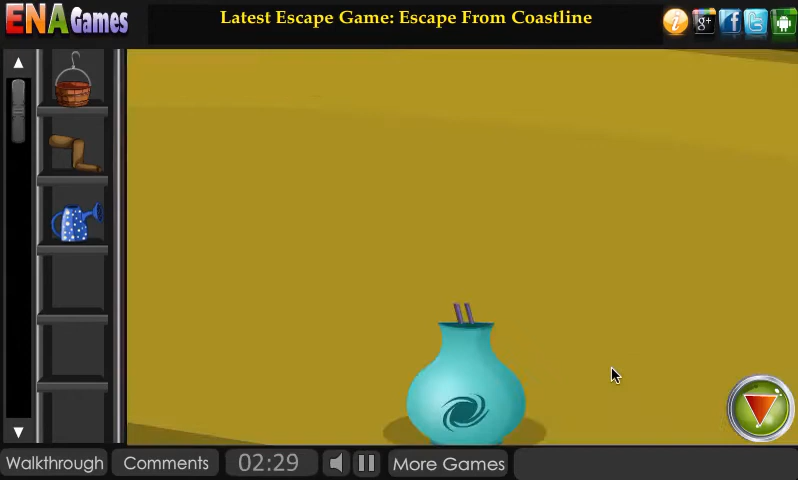 ENA Games
Latest Escape Game: Escape From Coastline
i
g+
f
t
Walkthrough
Comments
02:29
More Games